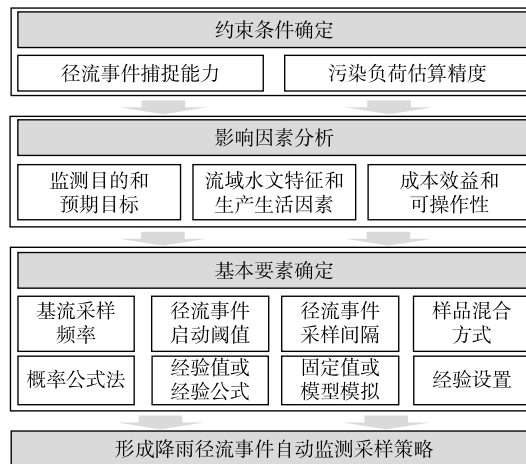 约束条件确定
径流事件捕捉能力
污染负荷估算精度
影响因素分析
监测目的和
预期目标
流域水文特征和
生产生活因素
成本效益和
可操作性
基本要素确定
基流采样
频率
径流事件
启动阈值
径流事件
采样间隔
样品混合
方式
概率公式法
经验值或
经验公式
固定值或
模型模拟
经验设置
形成降雨径流事件自动监测采样策略